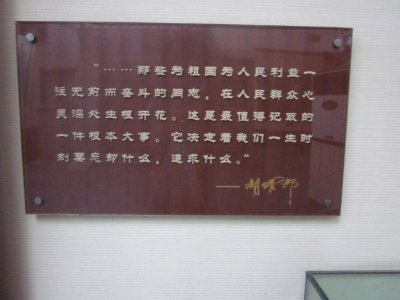 “……那些为祖国为人民利益一
往无前而奋斗的同志，在人民群众心
灵深处生根开花。这是最值得记取的
一件根本大事。它决定着我们一生时
刻要忘却什么，追求什么。”
——胡耀邦